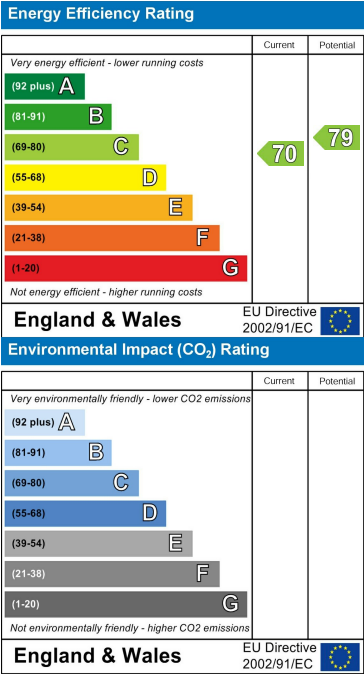 Energy Efficiency Rating
Current Potential
Very energy efficient - lower running costs
(92 plus) A
(81-91) B
(69-80) C
70
79
(55-68) D
(39-54) E
(21-38) F
(1-20) G
Not energy efficient - higher running costs
England & Wales
EU Directive
2002/91/EC
Environmental Impact (CO₂) Rating
Current Potential
Very environmentally friendly - lower CO2 emissions
(92 plus) A
(81-91) B
(69-80) C
(55-68) D
(39-54) E
(21-38) F
(1-20) G
Not environmentally friendly - higher CO2 emissions
England & Wales
EU Directive
2002/91/EC